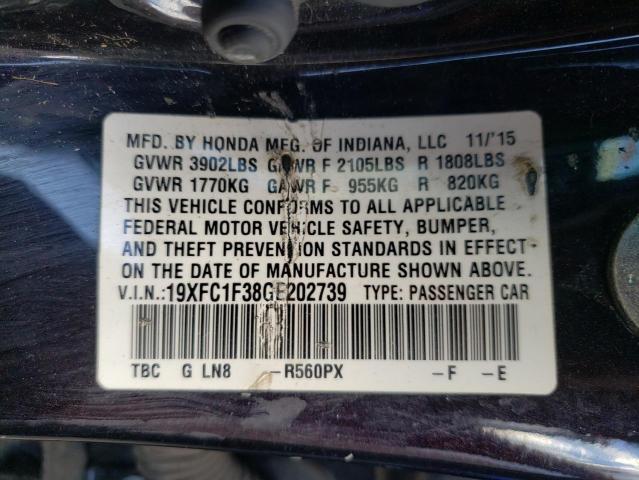 MFD. BY HONDA MFG. OF INDIANA, LLC 11/'15
GVWR 3902LBS GAWR F 2105LBS R 1808LBS
GVWR 1770KG GAWR F 955KG R 820KG
THIS VEHICLE CONFORMS TO ALL APPLICABLE
FEDERAL MOTOR VEHICLE SAFETY, BUMPER,
AND THEFT PREVENTION STANDARDS IN EFFECT
ON THE DATE OF MANUFACTURE SHOWN ABOVE.
V.I.N.:19XFC1F38GE202739 TYPE: PASSENGER CAR
TBC G LN8 -R560PX -F -E